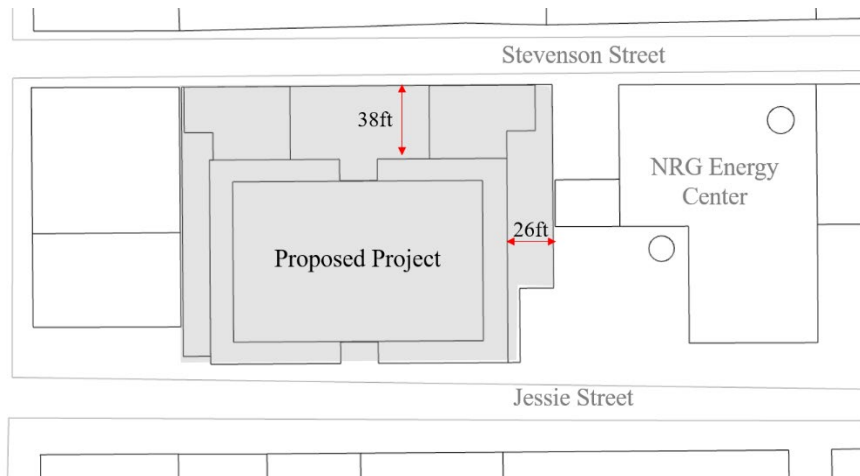 Stevenson Street
38ft
NRG Energy
Center
26ft
Proposed Project
Jessie Street